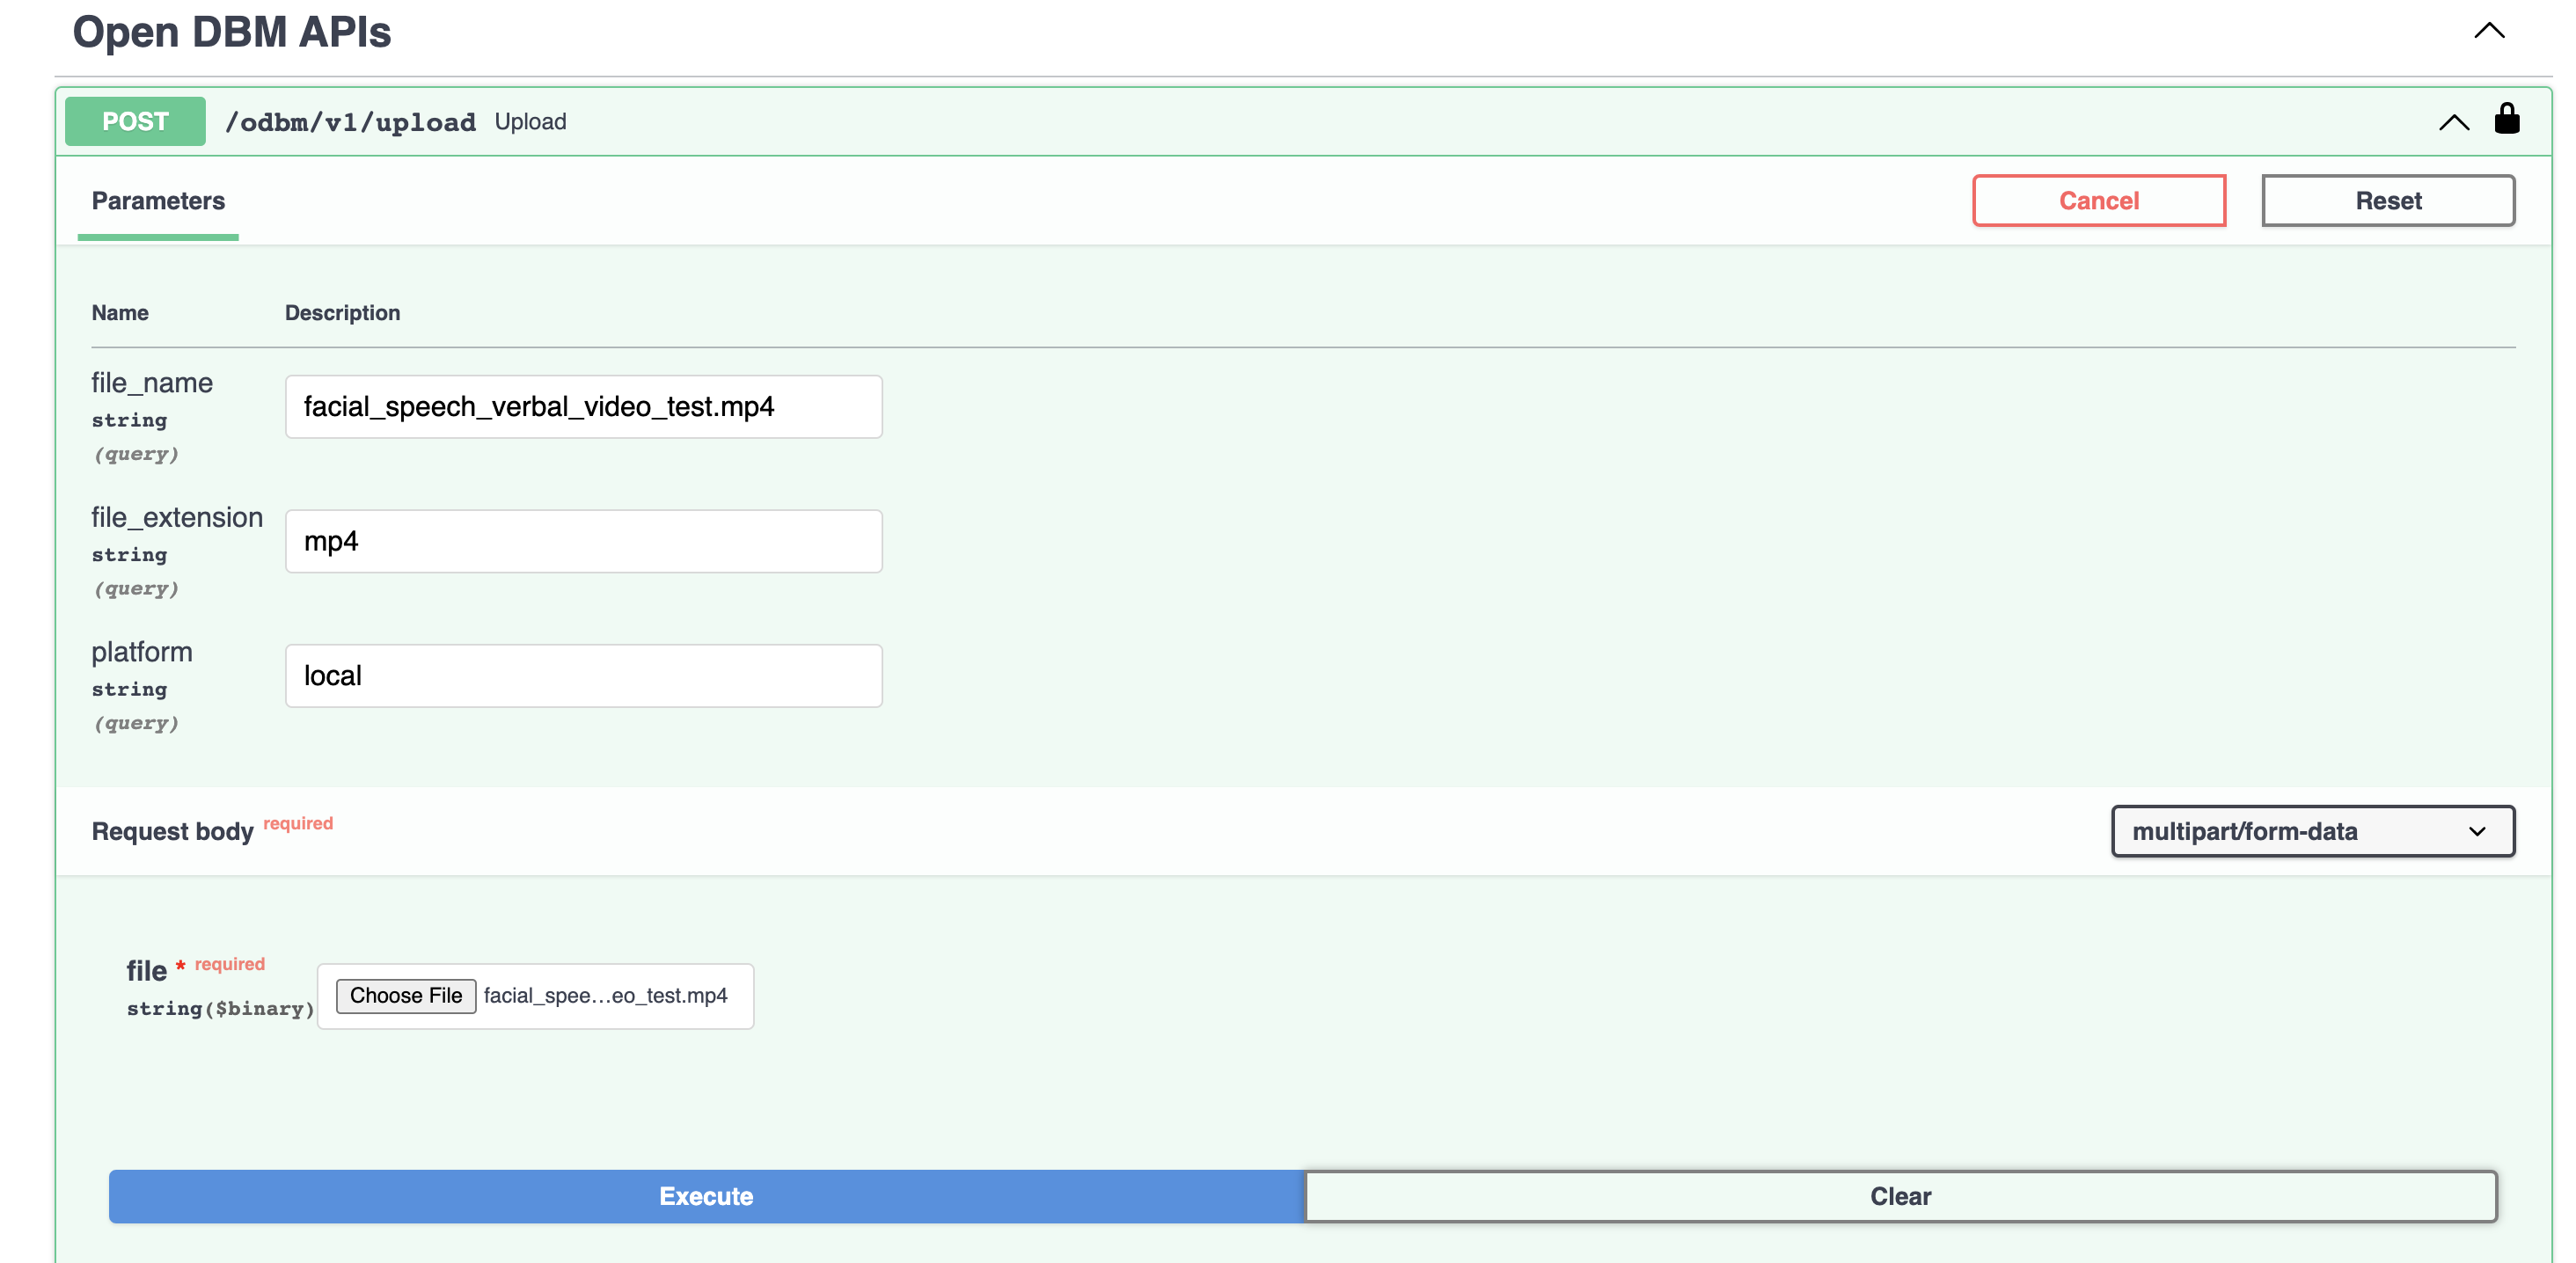 Open DBM APIs
POST /odbm/v1/upload Upload
Parameters
Cancel
Reset
Name Description
file_name
string
(query)
facial_speech_verbal_video_test.mp4
file_extension
string
(query)
mp4
platform
string
(query)
local
Request body required
multipart/form-data
file * required
string($binary)
Choose File facial_spee...eo_test.mp4
Execute
Clear